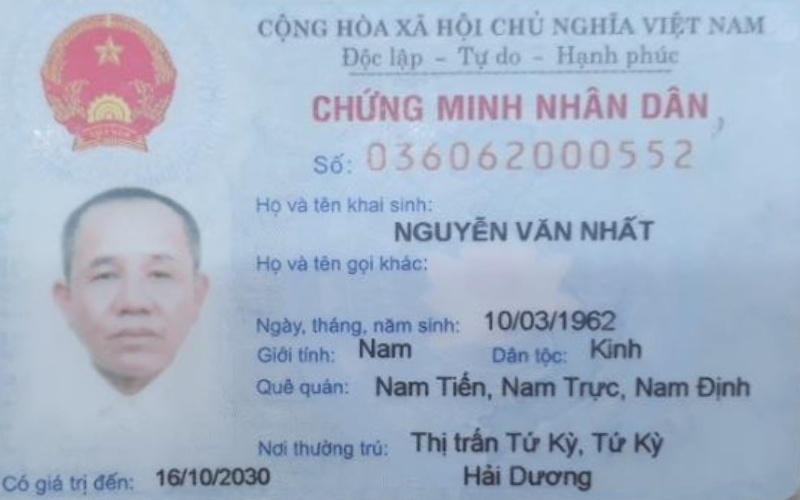 CỘNG HÒA XÃ HỘI CHỦ NGHĨA VIỆT NAM
Độc lập - Tự do - Hạnh phúc
CHỨNG MINH NHÂN DÂN
Số: 036062000552
Họ và tên khai sinh:
NGUYỄN VĂN NHẤT
Họ và tên gọi khác:
Ngày, tháng, năm sinh: 10/03/1962
Giới tính: Nam Dân tộc: Kinh
Quê quán: Nam Tiến, Nam Trực, Nam Định
Nơi thường trú: Thị trấn Tứ Kỳ, Tứ Kỳ
Hải Dương
Có giá trị đến: 16/10/2030